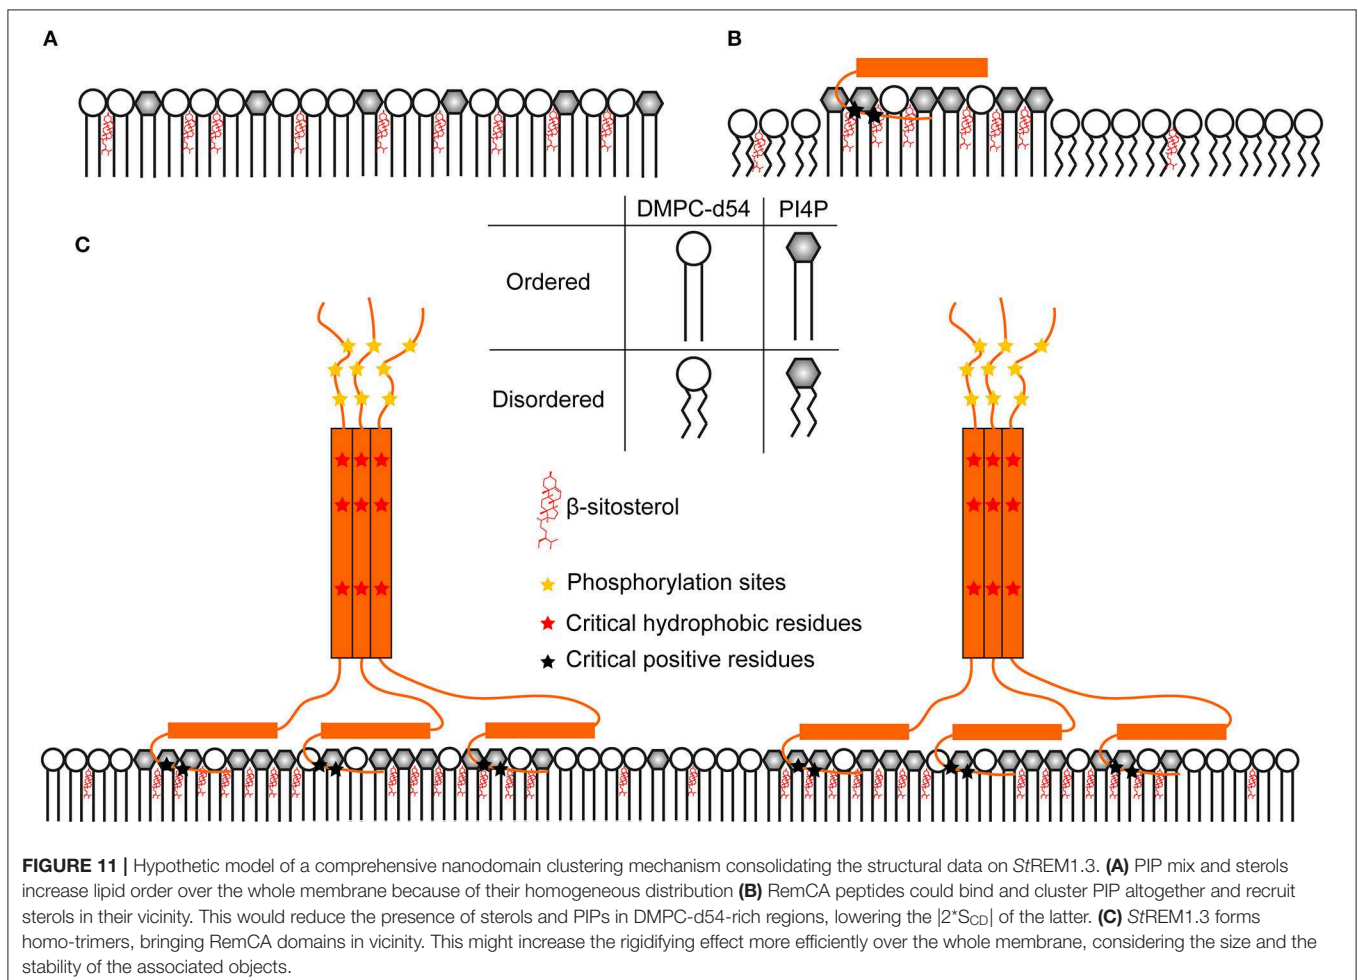 A
B
DMPC-d54 PI4P
C
Ordered
Disordered
β-sitosterol
Phosphorylation sites
Critical hydrophobic residues
Critical positive residues
FIGURE 11 | Hypothetic model of a comprehensive nanodomain clustering mechanism consolidating the structural data on StREM1.3. (A) PIP mix and sterols
increase lipid order over the whole membrane because of their homogeneous distribution (B) RemCA peptides could bind and cluster PIP altogether and recruit
sterols in their vicinity. This would reduce the presence of sterols and PIPs in DMPC-d54-rich regions, lowering the |2*SCD| of the latter. (C) StREM1.3 forms
homo-trimers, bringing RemCA domains in vicinity. This might increase the rigidifying effect more efficiently over the whole membrane, considering the size and the
stability of the associated objects.